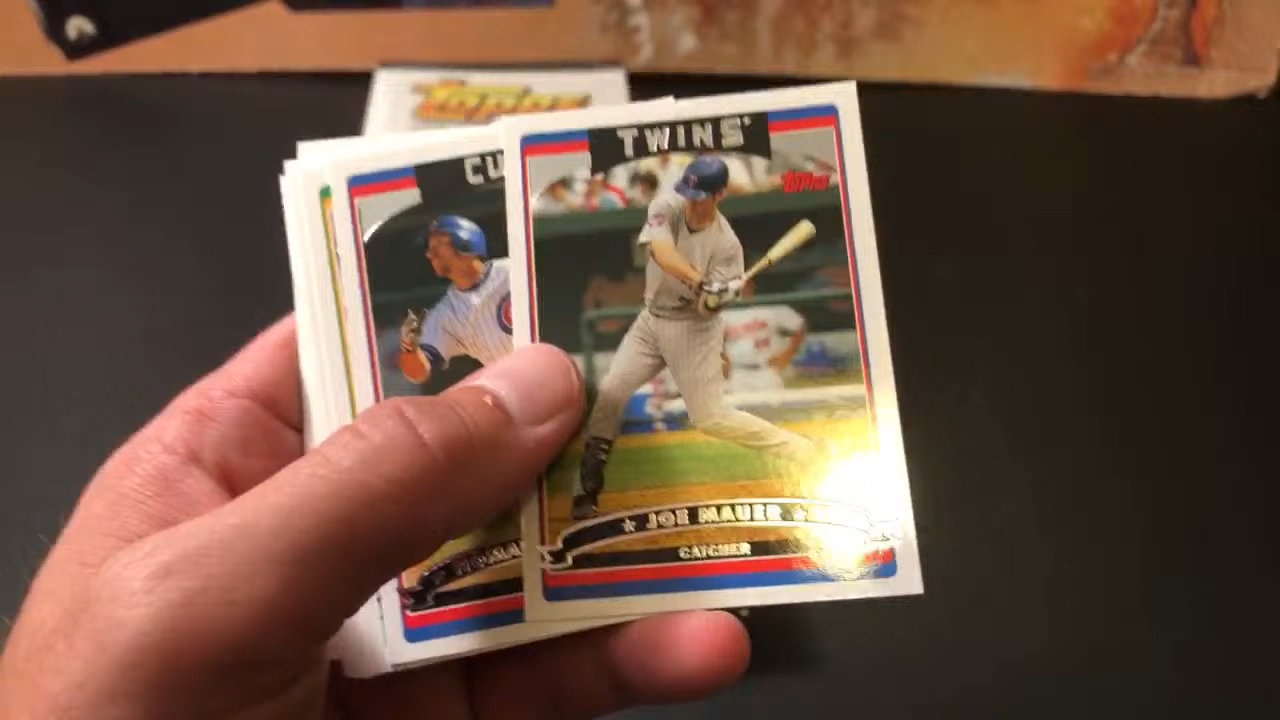 topps
CU
TWINS
Topps
★ JOE MAUER ★
CATCHER